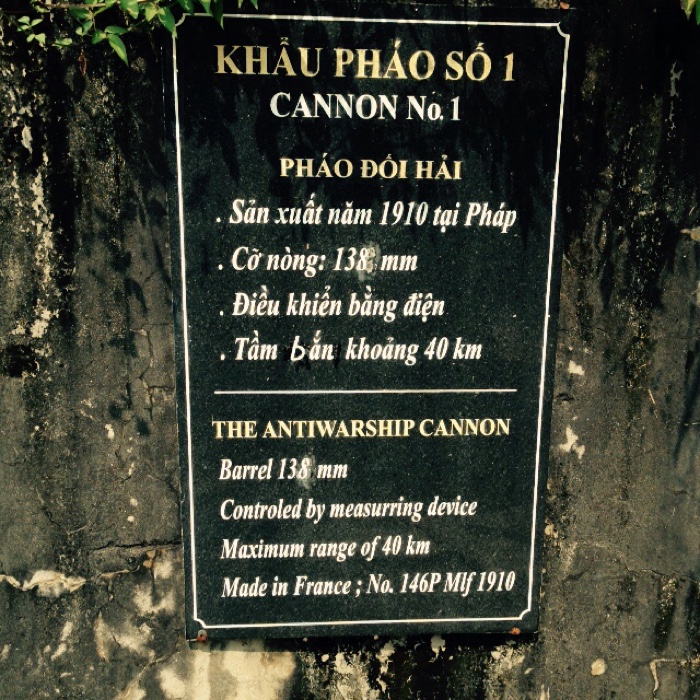 KHẨU PHÁO SỐ 1
CANNON No. 1
PHÁO ĐỐI HẢI
. Sản xuất năm 1910 tại Pháp
. Cỡ nòng: 138 mm
. Điều khiển bằng điện
. Tầm bắn khoảng 40 km
THE ANTIWARSHIP CANNON
Barrel 138 mm
Controled by measurring device
Maximum range of 40 km
Made in France ; No. 146P Mlf 1910